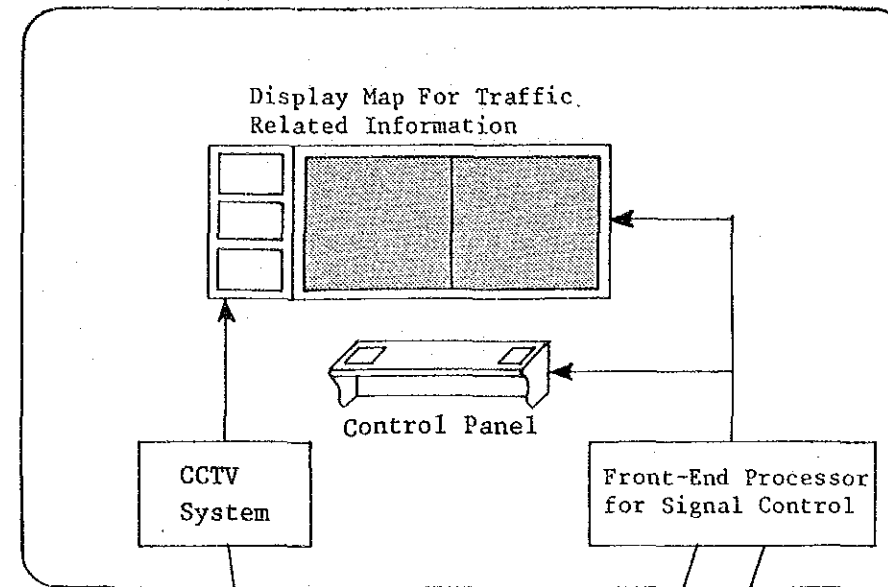 Display Map For Traffic
Related Information
Control Panel
CCTV
System
Front-End Processor
for Signal Control